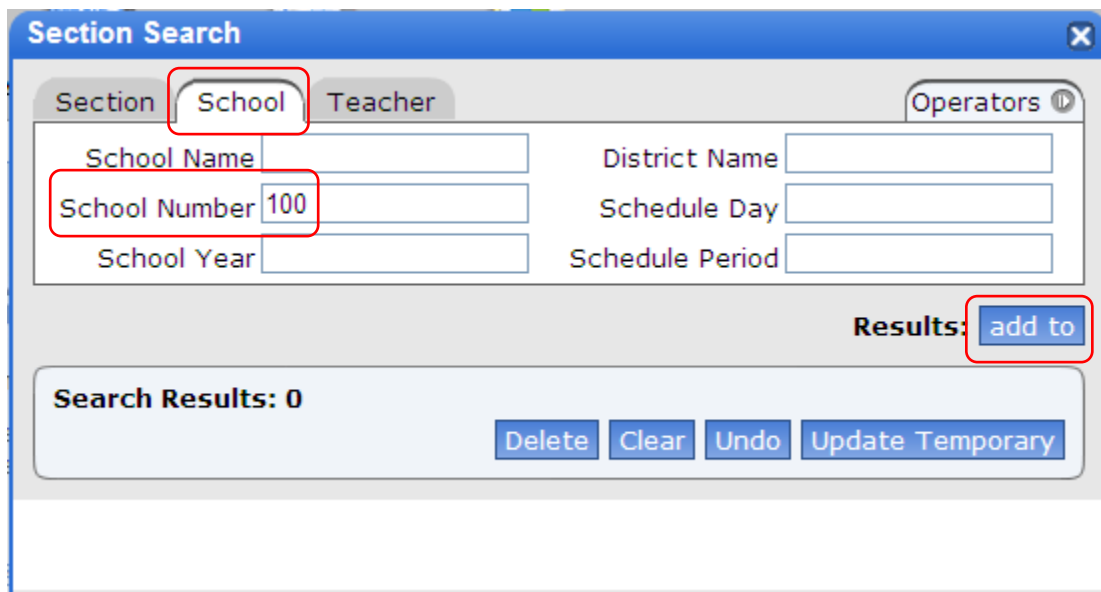 Section Search
Section School Teacher Operators
School Name District Name
School Number 100 Schedule Day
School Year Schedule Period
Results: add to
Search Results: 0
Delete Clear Undo Update Temporary